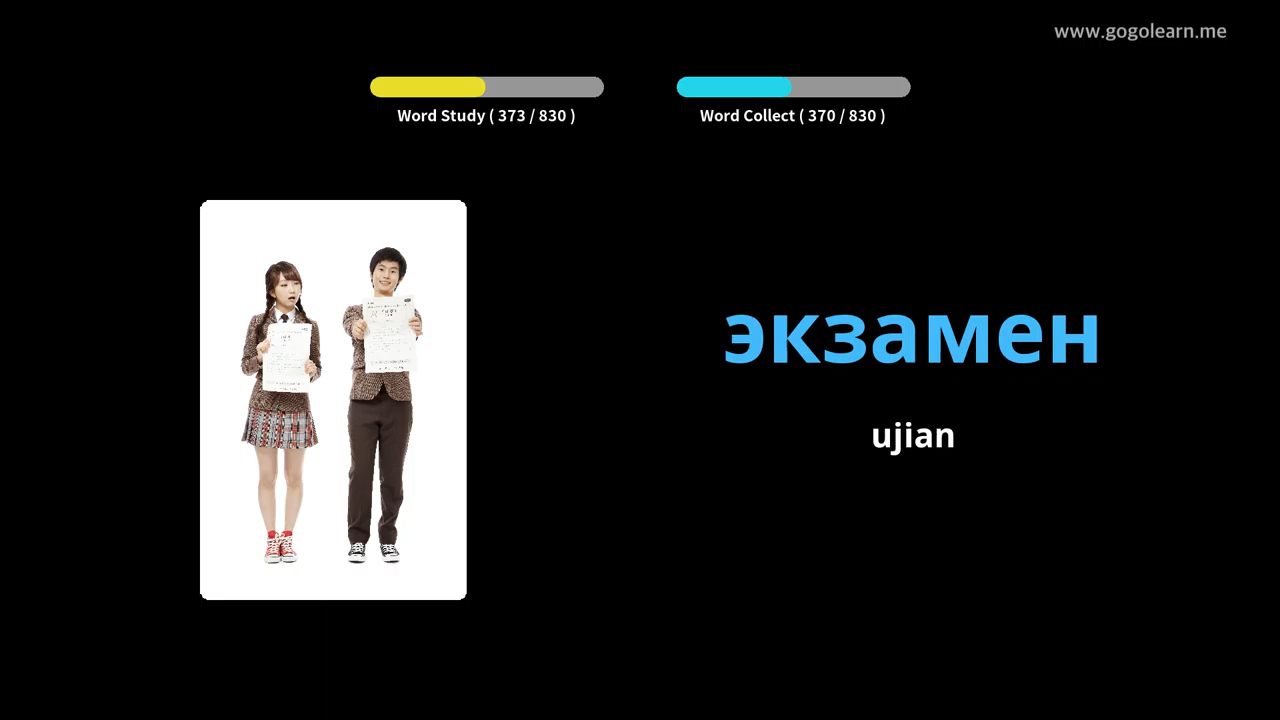 www.gogolearn.me
Word Study ( 373 / 830 )
Word Collect ( 370 / 830 )
экзамен
ujian